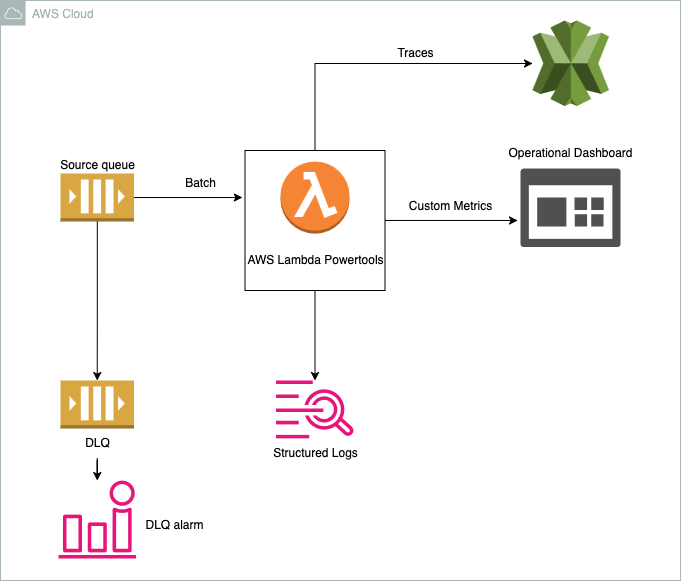 AWS Cloud
Traces
Operational Dashboard
Source queue
Batch
Custom Metrics
AWS Lambda Powertools
DLQ
Structured Logs
DLQ alarm